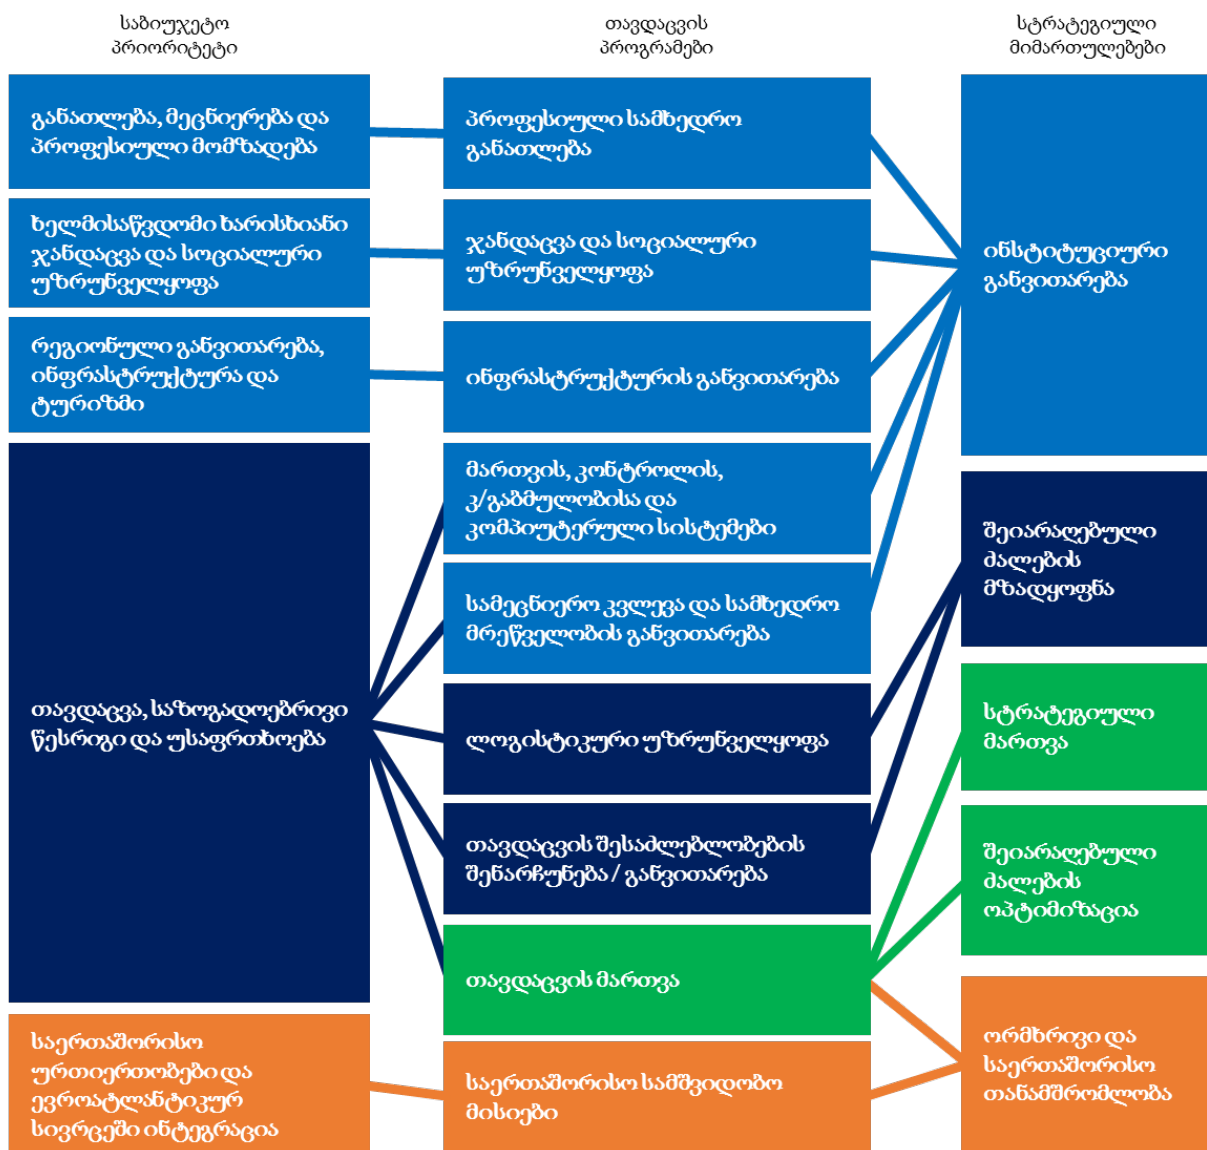 საბიუჯეტო
პრიორიტეტი
თავდაცვის
პროგრამები
სტრატეგიული
მიმართულებები
განათლება, მეცნიერება და
პროფესიული მომზადება
ხელმისაწვდომი ხარისხიანი
ჯანდაცვა და სოციალური
უზრუნველყოფა
რეგიონული განვითარება,
ინფრასტრუქტურა და
ტურიზმი
თავდაცვა, საზოგადოებრივი
წესრიგი და უსაფრთხოება
საერთაშორისო
ურთიერთობები და
ევროატლანტიკურ
სივრცეში ინტეგრაცია
პროფესიული სამხედრო
განათლება
ჯანდაცვა და სოციალური
უზრუნველყოფა
ინფრასტრუქტურის განვითარება
მართვის, კონტროლის,
კ/გაბმულობისა და
კომპიუტერული სისტემები
სამეცნიერო კვლევა და სამხედრო
მრეწველობის განვითარება
ლოგისტიკური უზრუნველყოფა
თავდაცვის შესაძლებლობების
შენარჩუნება / განვითარება
თავდაცვის მართვა
საერთაშორისო სამშვიდობო
მისიები
ინსტიტუციური
განვითარება
შეიარაღებული
ძალების
მზადყოფნა
სტრატეგიული
მართვა
შეიარაღებული
ძალების
ოპტიმიზაცია
ორმხრივი და
საერთაშორისო
თანამშრომლობა